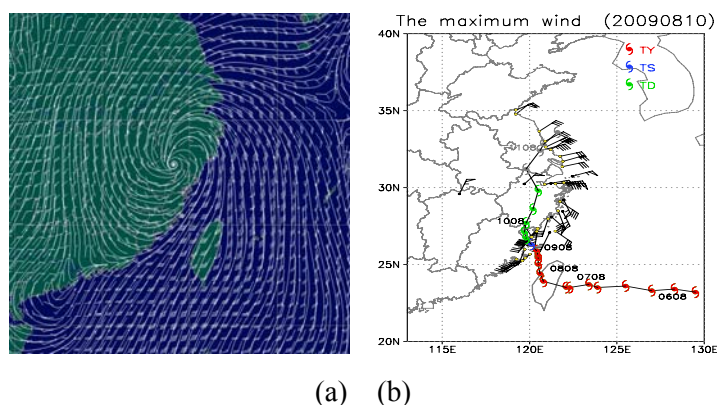 The maximum wind (20090810)
40N
TY
TS
TD
35N
1108
30N
1008
0908
25N
0808
0708
0608
20N
115E 120E 125E 130E
(a) (b)